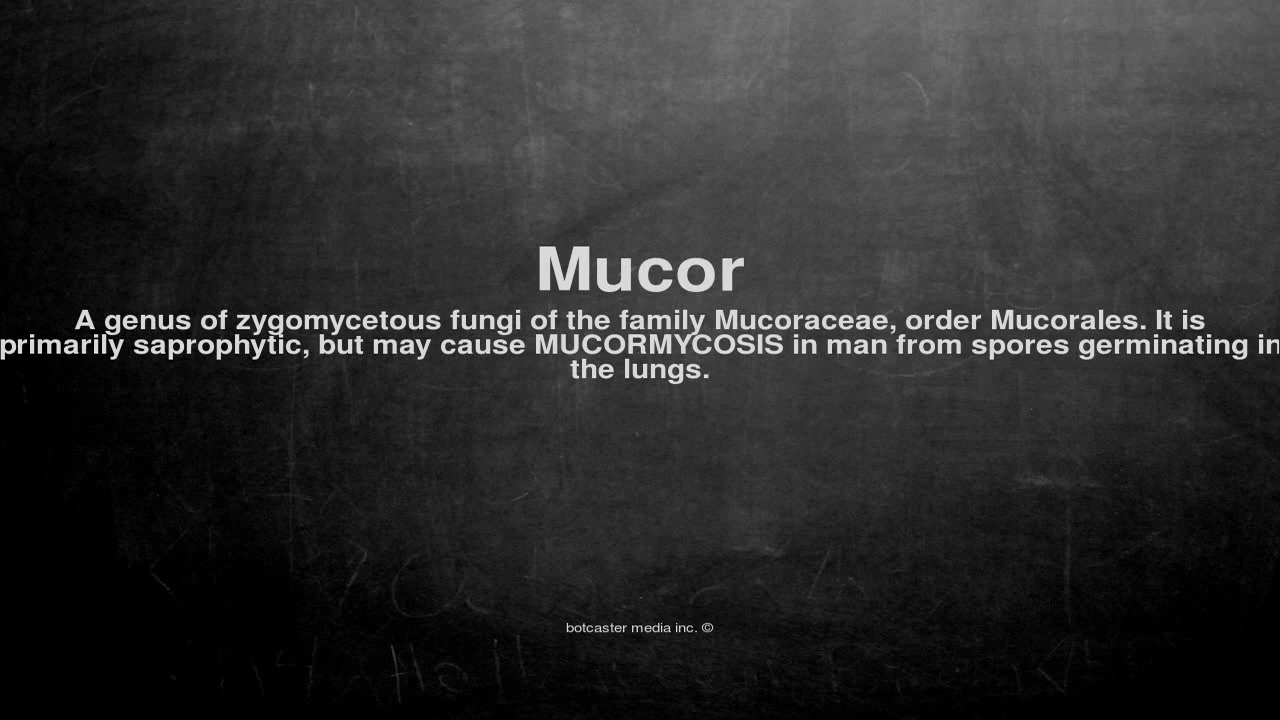 Mucor
A genus of zygomycetous fungi of the family Mucoraceae, order Mucorales. It is
primarily saprophytic, but may cause MUCORMYCOSIS in man from spores germinating in
the lungs.
botcaster media inc. ©